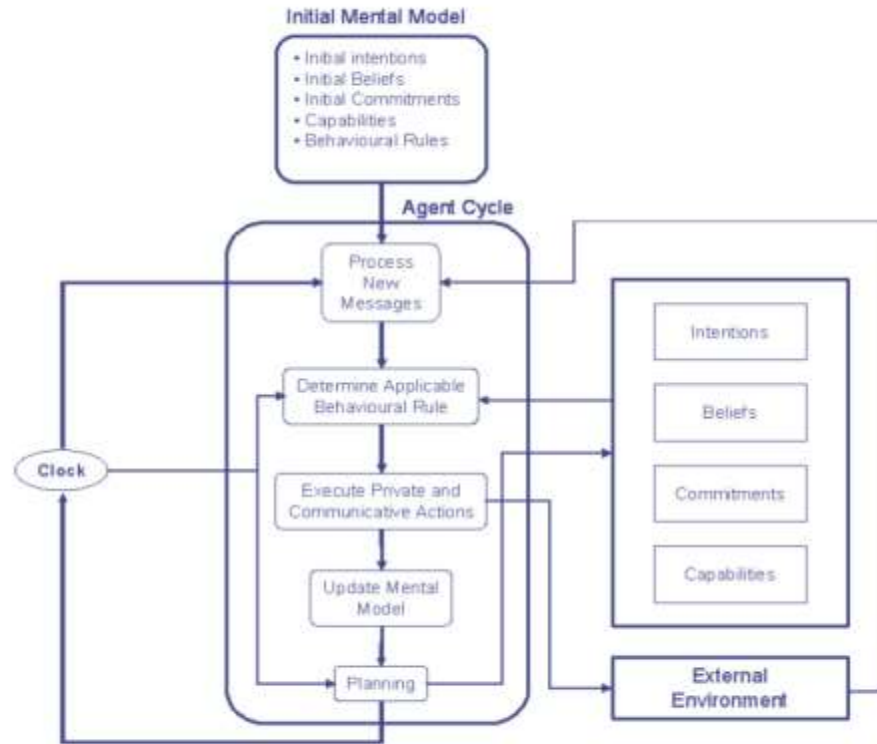 Initial Mental Model
• Initial intentions
• Initial Beliefs
• Initial Commitments
• Capabilities
• Behavioural Rules
Agent Cycle
Process
New
Messages
Determine Applicable
Behavioural Rule
Execute Private and
Communicative Actions
Update Mental
Model
Planning
Clock
Intentions
Beliefs
Commitments
Capabilities
External
Environment